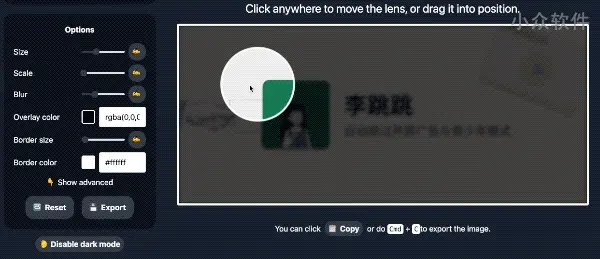 Click anywhere to move the lens, or drag it into position.
小众软件
Options
Size
Scale
Blur
Overlay color
rgba(0,0,0
Border size
Border color
#ffffff
Show advanced
Reset
Export
Disable dark mode
李跳跳
You can click Copy or do Cmd + C to export the image.